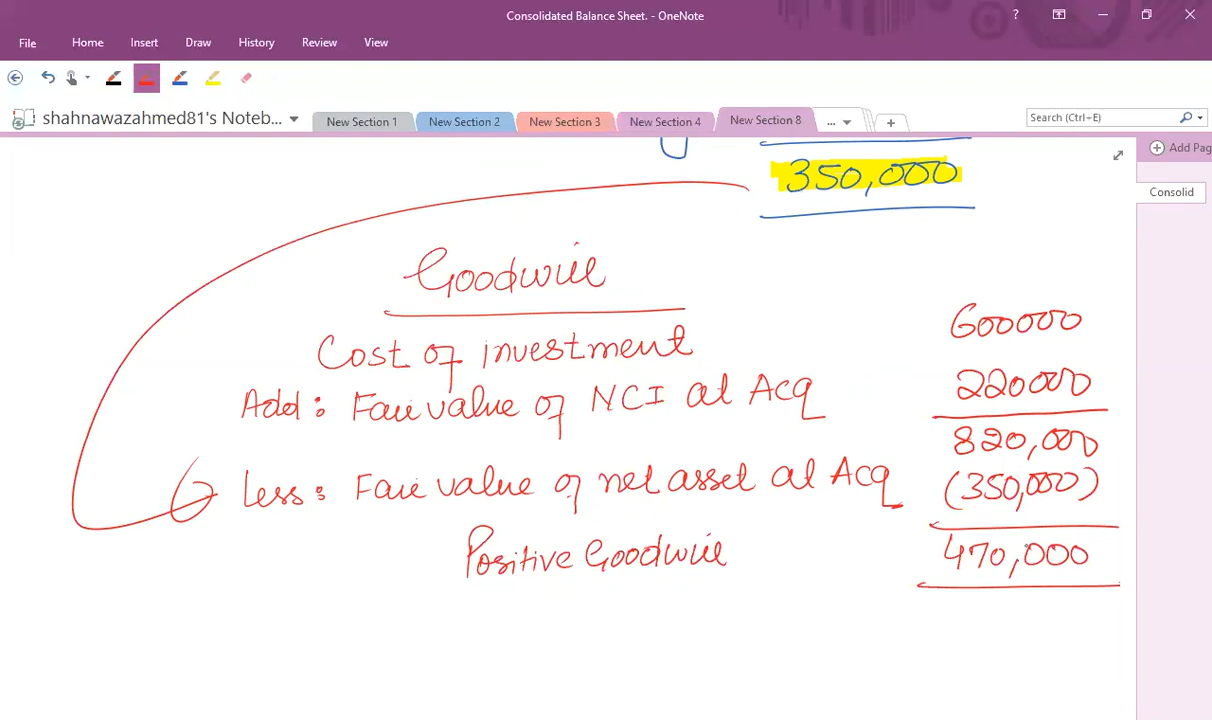 Consolidated Balance Sheet. - OneNote
?
File Home Insert Draw History Review View
shahnawazahmed81's Noteb... New Section 1 New Section 2 New Section 3 New Section 4 New Section 8 ... + Search (Ctrl+E)
Add Pag
350,000
Consolid
Goodwill
600000
Cost of investment
220000
Add: Fair value of NCI at Acq
820,000
Less: Fair value of net asset at Acq (350,000)
Positive Goodwill 470,000